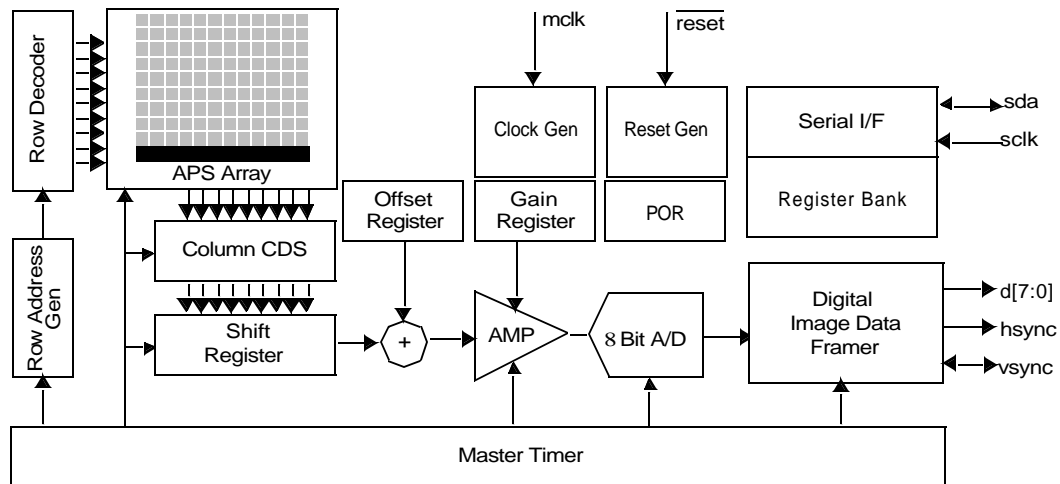 mclk
reset
Row Decoder
APS Array
Clock Gen
Reset Gen
Serial I/F
sda
sclk
Offset
Register
Gain
Register
POR
Register Bank
Row Address
Gen
Column CDS
Shift
Register
+
AMP
8 Bit A/D
Digital
Image Data
Framer
d[7:0]
hsync
vsync
Master Timer